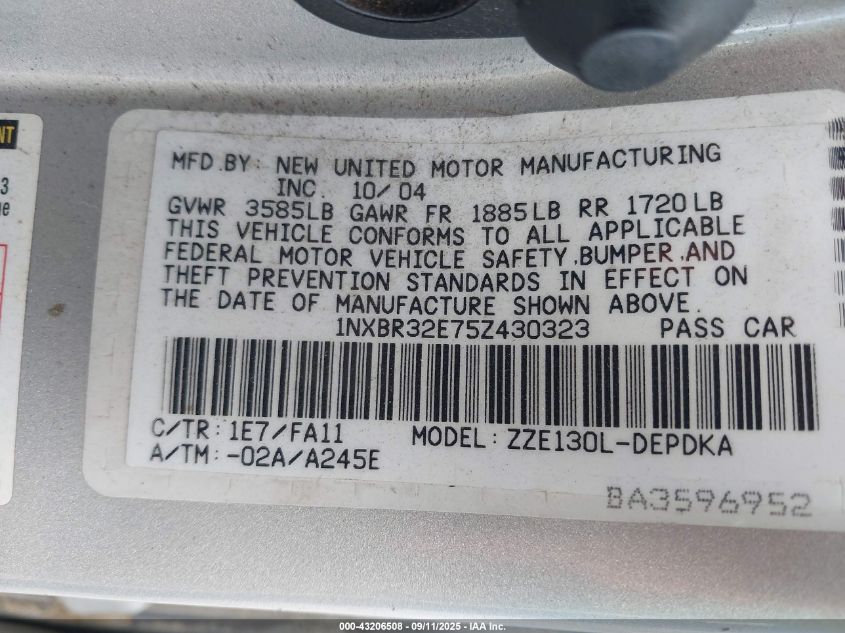 NT
3
ne
MFD.BY: NEW UNITED MOTOR MANUFACTURING
INC. 10/04
GVWR 3585LB GAWR FR 1885LB RR 1720LB
THIS VEHICLE CONFORMS TO ALL APPLICABLE
FEDERAL MOTOR VEHICLE SAFETY,BUMPER,AND
THEFT PREVENTION STANDARDS IN EFFECT ON
THE DATE OF MANUFACTURE SHOWN ABOVE.
1NXBR32E75Z430323 PASS CAR
C/TR: 1E7/FA11 MODEL: ZZE130L-DEPDKA
A/TM: -02A/A245E
BA3596952
000-43206508 - 09/11/2025 - IAA Inc.